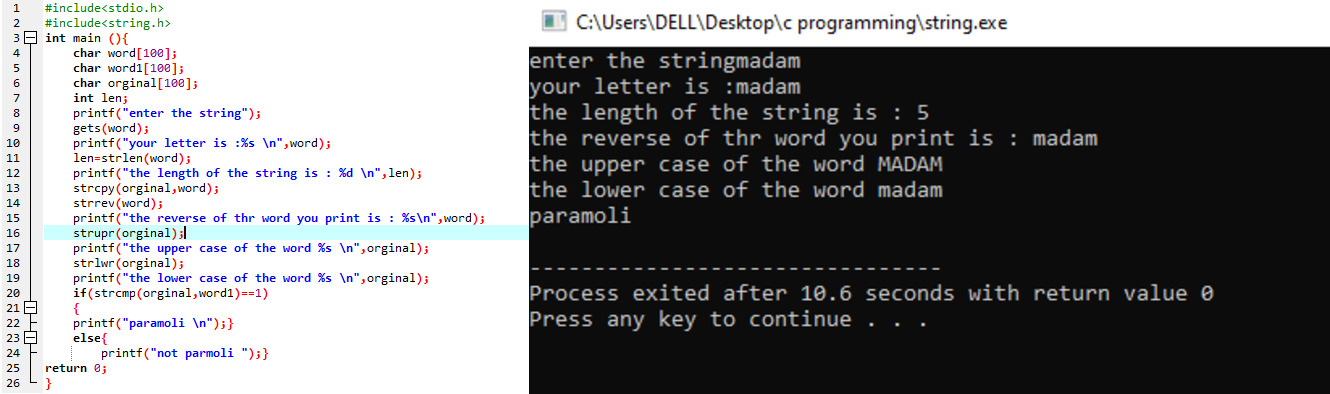 1 #include<stdio.h>
2 #include<string.h>
3 int main (){
4 char word[100];
5 char word1[100];
6 char orginal[100];
7 int len;
8 printf("enter the string");
9 gets(word);
10 printf("your letter is :%s \n",word);
11 len=strlen(word);
12 printf("the length of the string is : %d \n",len);
13 strcpy(orginal,word);
14 strrev(word);
15 printf("the reverse of thr word you print is : %s\n",word);
16 strupr(orginal);
17 printf("the upper case of the word %s \n",orginal);
18 strlwr(orginal);
19 printf("the lower case of the word %s \n",orginal);
20 if(strcmp(orginal,word1)==1)
21 {
22 printf("paramoli \n");}
23 else{
24 printf("not parmoli ");}
25 return 0;
26 }
C:\Users\DELL\Desktop\c programming\string.exe
enter the stringmadam
your letter is :madam
the length of the string is : 5
the reverse of thr word you print is : madam
the upper case of the word MADAM
the lower case of the word madam
paramoli
--------------------------------
Process exited after 10.6 seconds with return value 0
Press any key to continue . . .